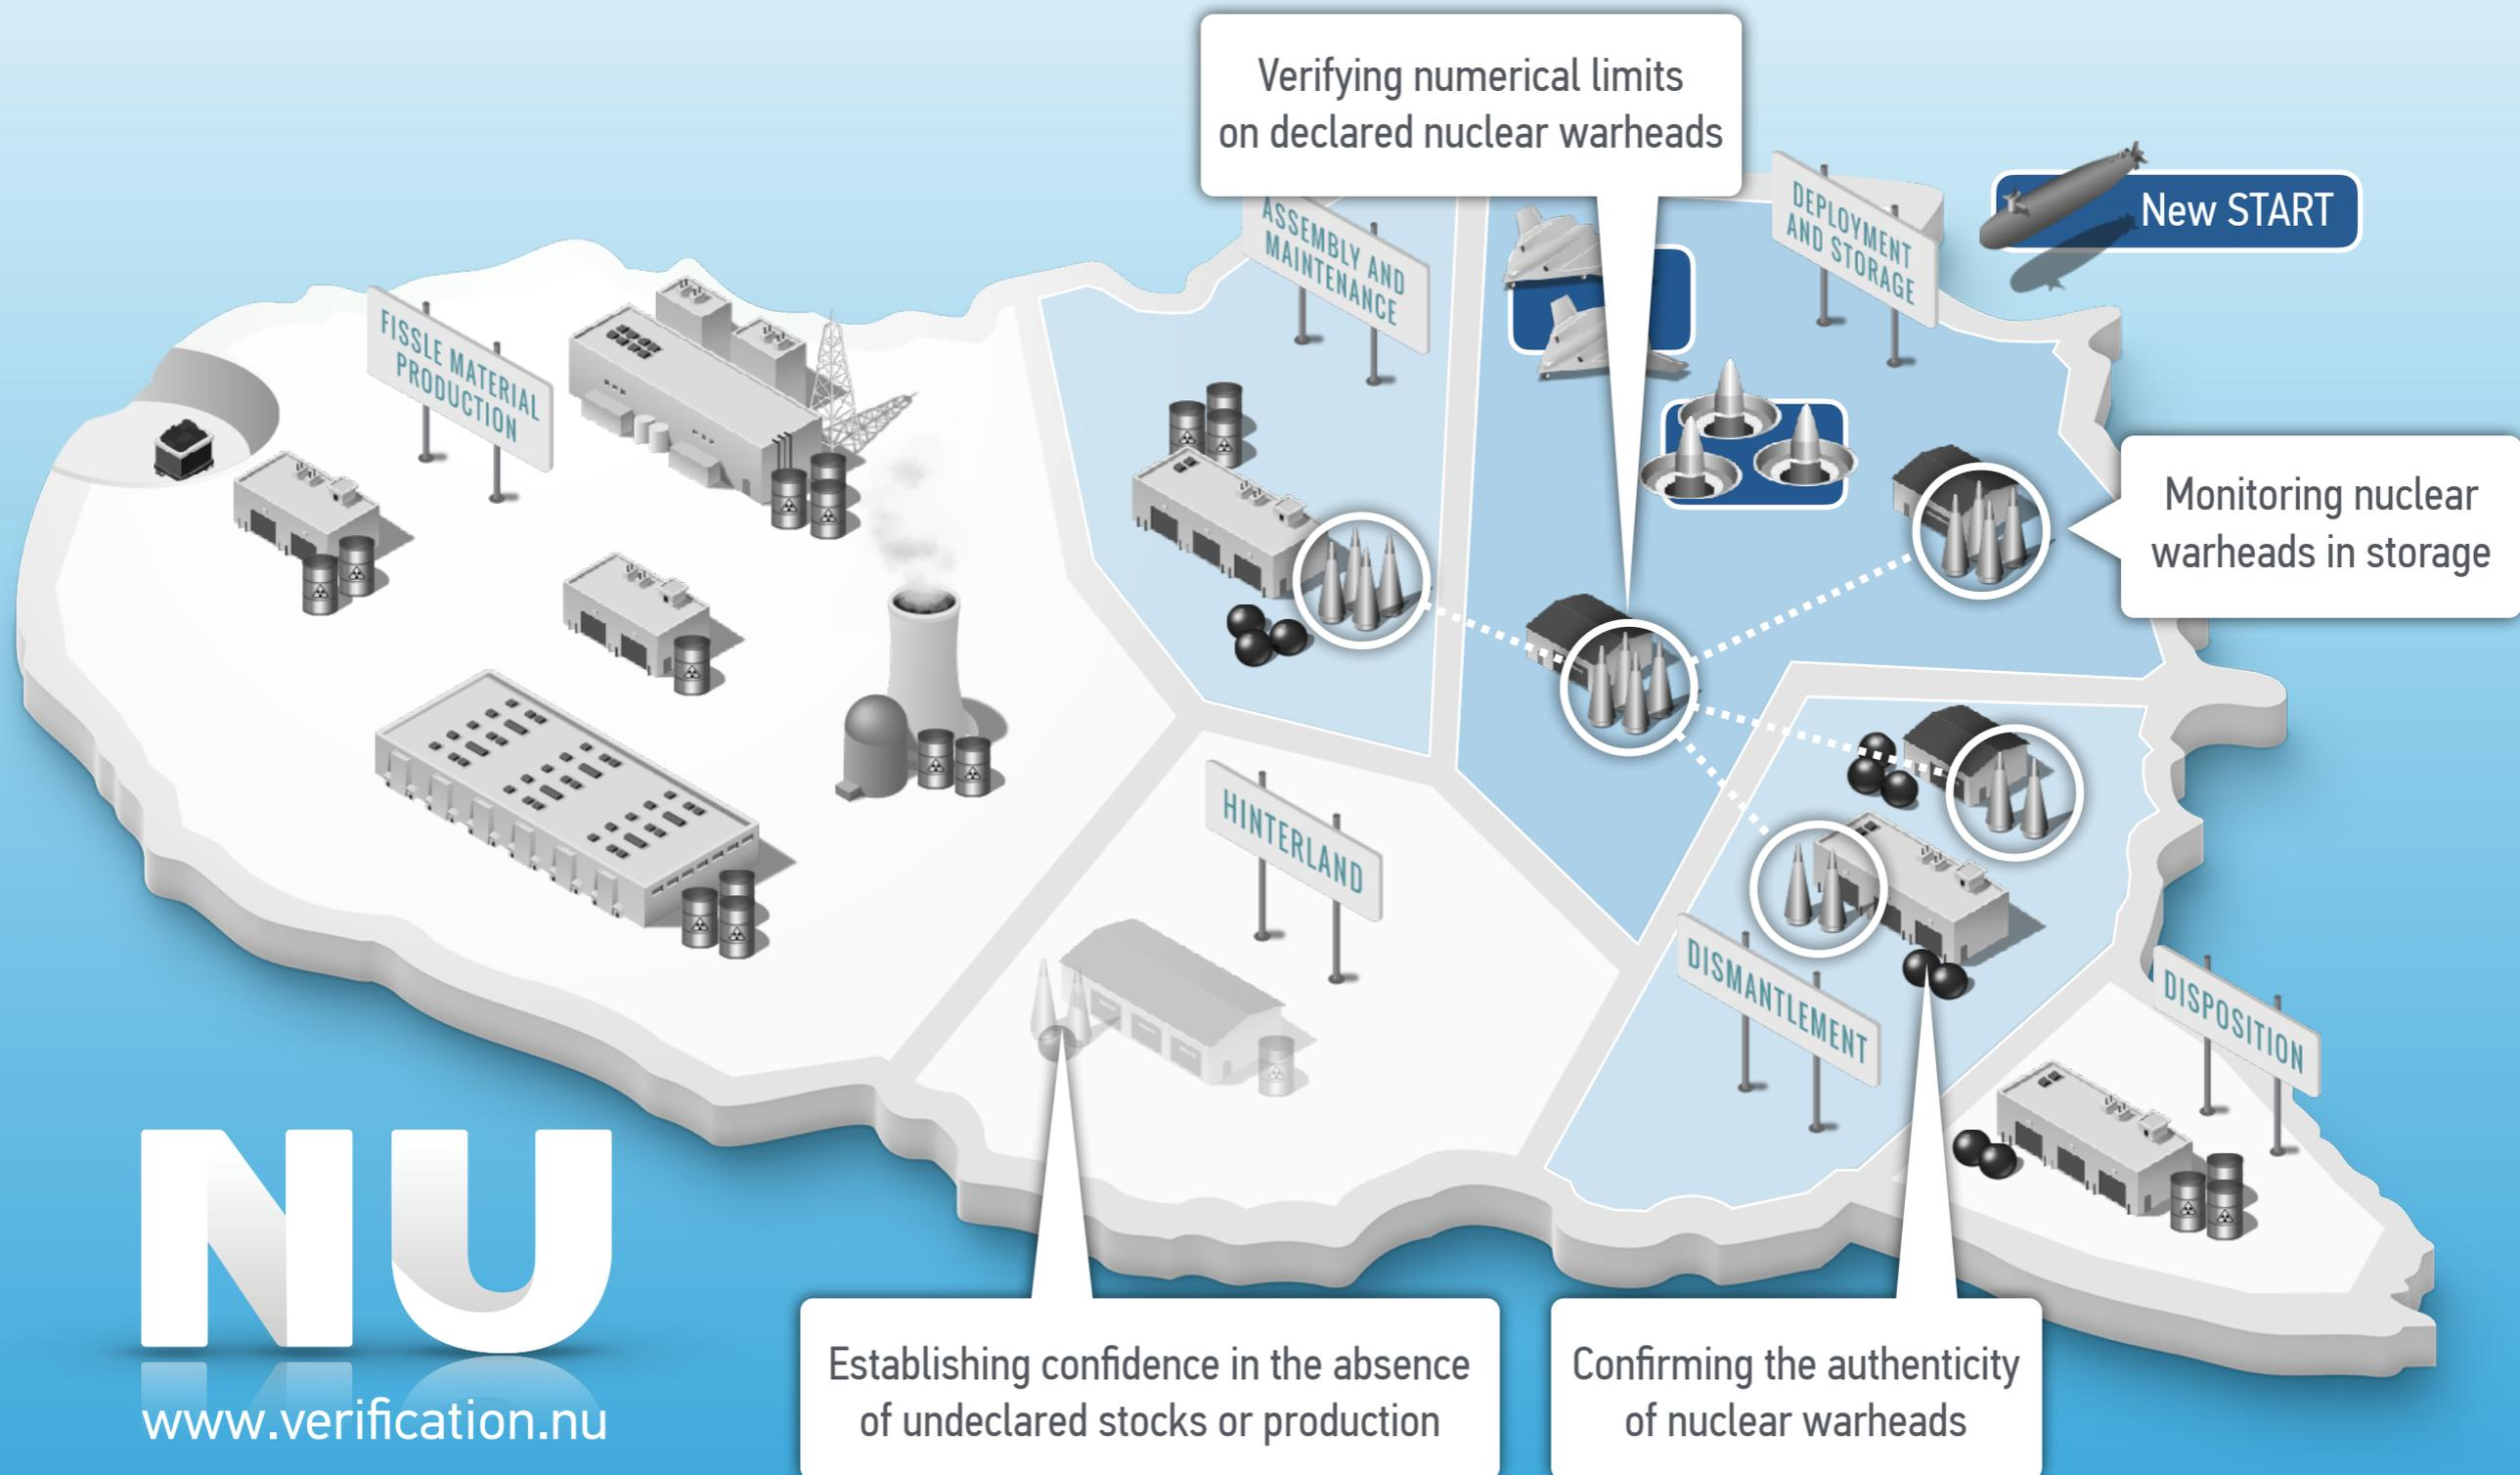 Verifying numerical limits
on declared nuclear warheads
ASSEMBLY AND
MAINTENANCE
DEPLOYMENT
AND STORAGE
New START
FISSLE MATERIAL
PRODUCTION
Monitoring nuclear
warheads in storage
HINTERLAND
DISMANTLEMENT
DISPOSITION
NU
www.verification.nu
Establishing confidence in the absence
of undeclared stocks or production
Confirming the authenticity
of nuclear warheads